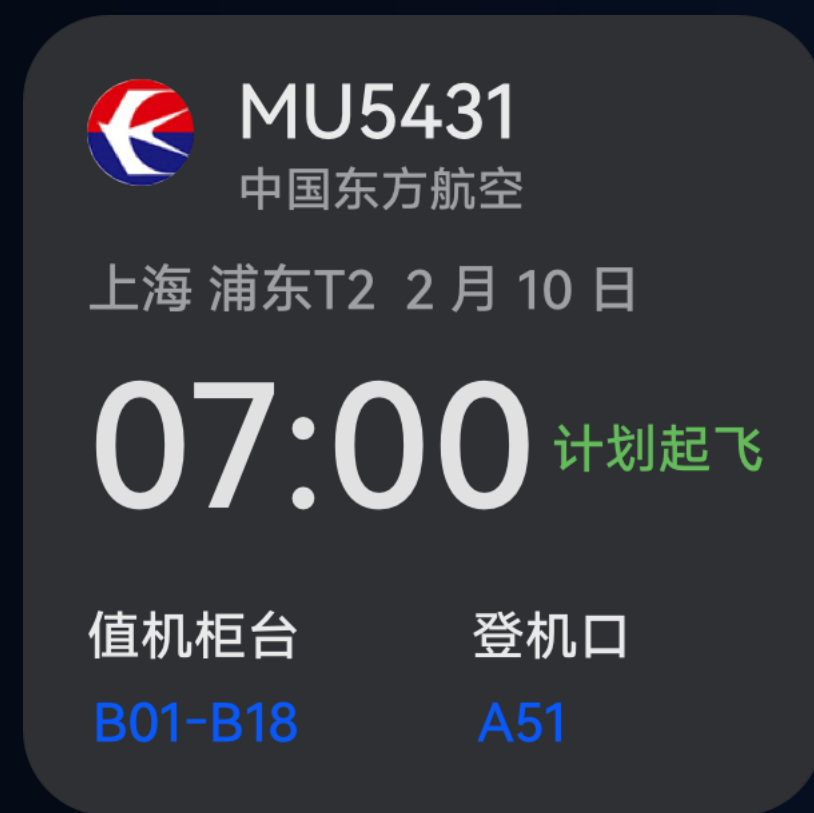 MU5431
中国东方航空
上海 浦东T2 2 月 10 日
07:00 计划起飞
值机柜台 登机口
B01-B18 A51